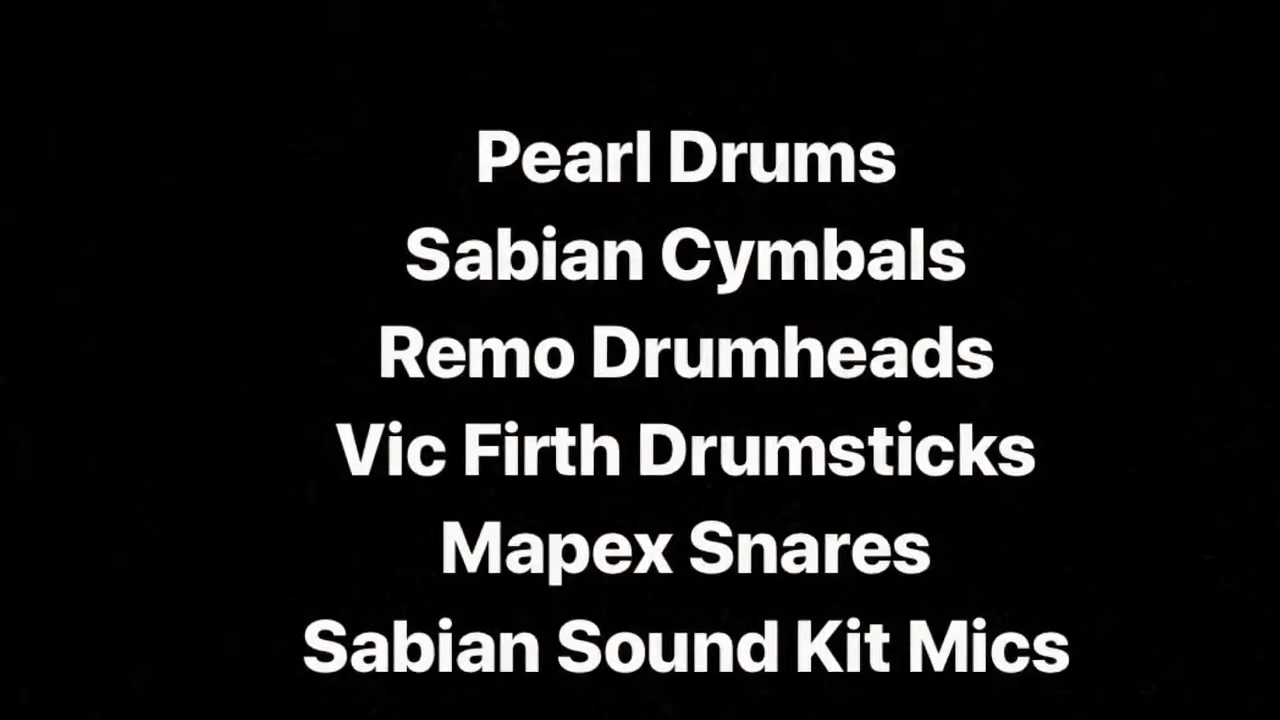 Pearl Drums
Sabian Cymbals
Remo Drumheads
Vic Firth Drumsticks
Mapex Snares
Sabian Sound Kit Mics